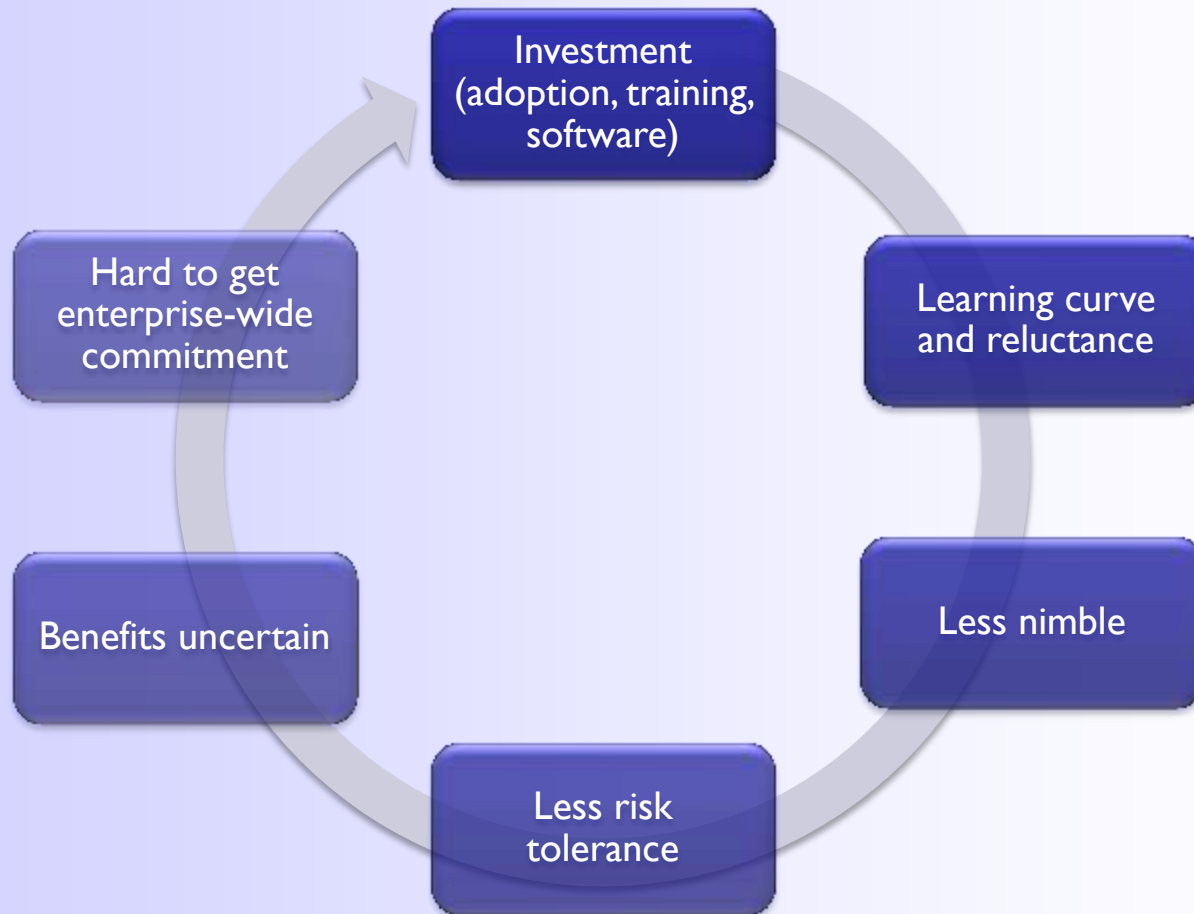 Investment
(adoption, training,
software)
Learning curve
and reluctance
Less nimble
Less risk
tolerance
Benefits uncertain
Hard to get
enterprise-wide
commitment